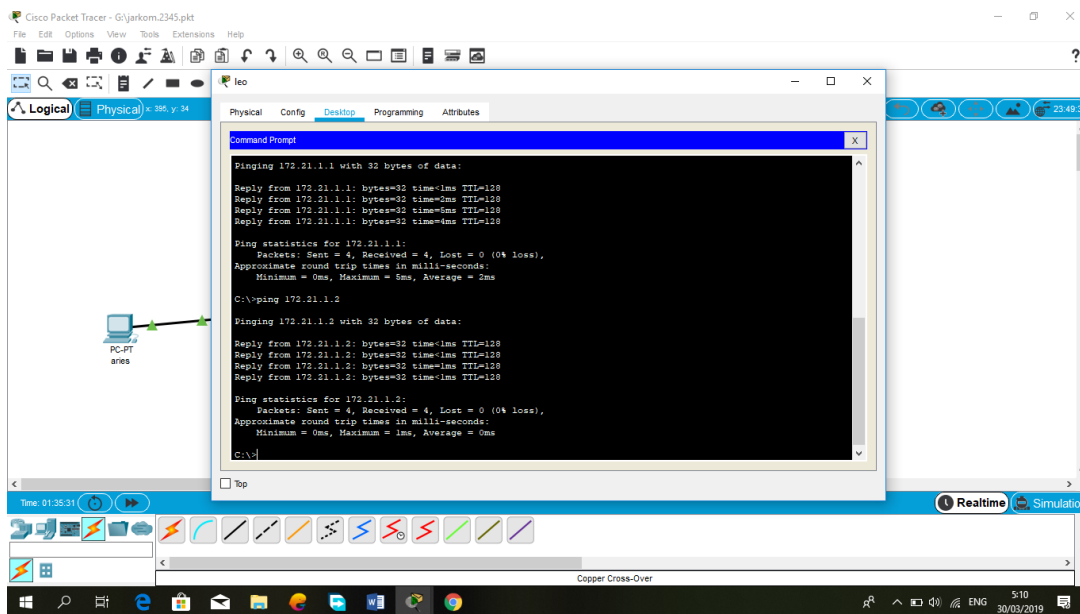 Cisco Packet Tracer - G:\jarkom.2345.pkt
File Edit Options View Tools Extensions Help
?
leo
Logical Physical x: 395, y: 34
23:49:3
Physical Config Desktop Programming Attributes
Command Prompt
X
Pinging 172.21.1.1 with 32 bytes of data:
Reply from 172.21.1.1: bytes=32 time<1ms TTL=128
Reply from 172.21.1.1: bytes=32 time=2ms TTL=128
Reply from 172.21.1.1: bytes=32 time=5ms TTL=128
Reply from 172.21.1.1: bytes=32 time=4ms TTL=128
Ping statistics for 172.21.1.1:
Packets: Sent = 4, Received = 4, Lost = 0 (0% loss),
Approximate round trip times in milli-seconds:
Minimum = 0ms, Maximum = 5ms, Average = 2ms
C:\>ping 172.21.1.2
Pinging 172.21.1.2 with 32 bytes of data:
Reply from 172.21.1.2: bytes=32 time<1ms TTL=128
Reply from 172.21.1.2: bytes=32 time<1ms TTL=128
Reply from 172.21.1.2: bytes=32 time=1ms TTL=128
Reply from 172.21.1.2: bytes=32 time<1ms TTL=128
Ping statistics for 172.21.1.2:
Packets: Sent = 4, Received = 4, Lost = 0 (0% loss),
Approximate round trip times in milli-seconds:
Minimum = 0ms, Maximum = 1ms, Average = 0ms
C:\>
PC-PT
aries
Top
Time: 01:35:31
Realtime Simulatio
Copper Cross-Over
ENG
5:10
30/03/2019